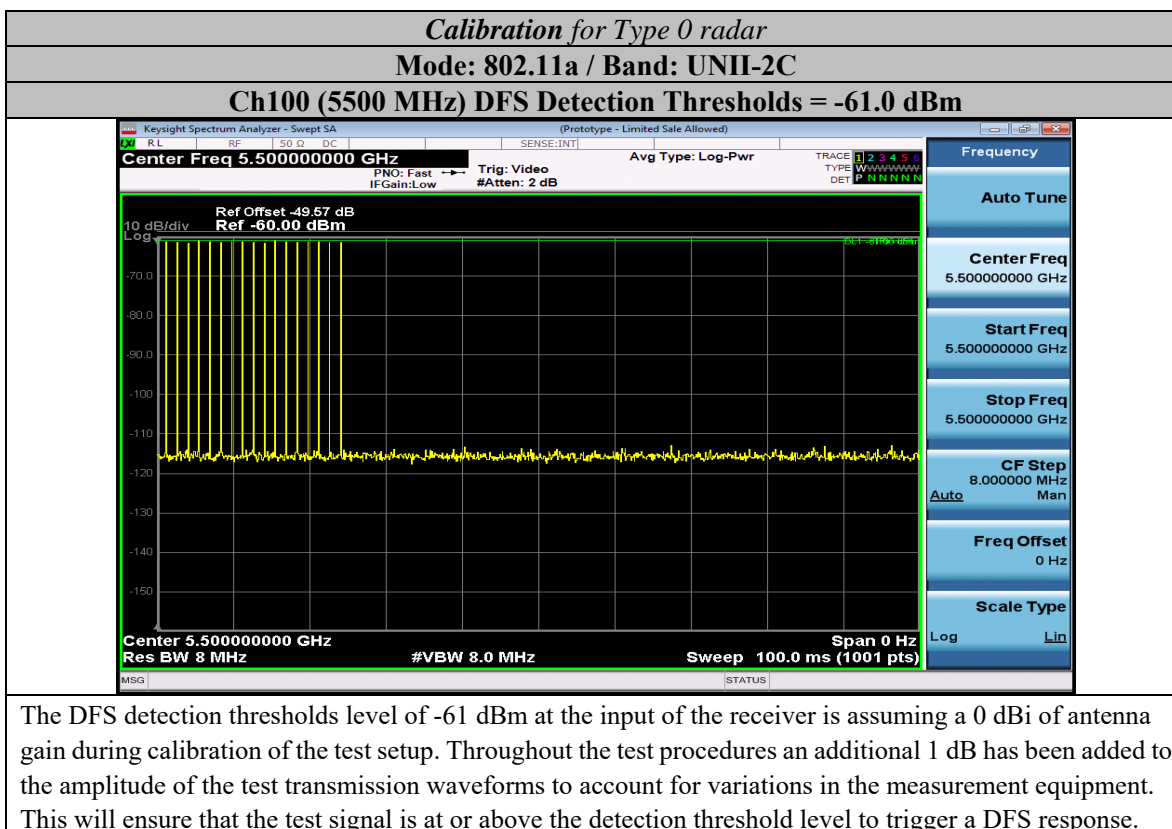 Calibration for Type 0 radar
Mode: 802.11a / Band: UNII-2C
Ch100 (5500 MHz) DFS Detection Thresholds = -61.0 dBm
Keysight Spectrum Analyzer - Swept SA (Prototype - Limited Sale Allowed)
LXI RL RF 50 Ω DC SENSE:INT
Center Freq 5.500000000 GHz
PNO: Fast
IFGain:Low
Trig: Video
#Atten: 2 dB
Avg Type: Log-Pwr
TRACE 1 2 3 4 5 6
TYPE WWWWWW
DET P N N N N N
Ref Offset -49.57 dB
10 dB/div Ref -60.00 dBm
Log
DL1
-70.0
-80.0
-90.0
-100
-110
-120
-130
-140
-150
Center 5.500000000 GHz Span 0 Hz
Res BW 8 MHz #VBW 8.0 MHz Sweep 100.0 ms (1001 pts)
MSG STATUS
Frequency
Auto Tune
Center Freq
5.500000000 GHz
Start Freq
5.500000000 GHz
Stop Freq
5.500000000 GHz
CF Step
8.000000 MHz
Auto Man
Freq Offset
0 Hz
Scale Type
Log Lin
The DFS detection thresholds level of -61 dBm at the input of the receiver is assuming a 0 dBi of antenna
gain during calibration of the test setup. Throughout the test procedures an additional 1 dB has been added to
the amplitude of the test transmission waveforms to account for variations in the measurement equipment.
This will ensure that the test signal is at or above the detection threshold level to trigger a DFS response.